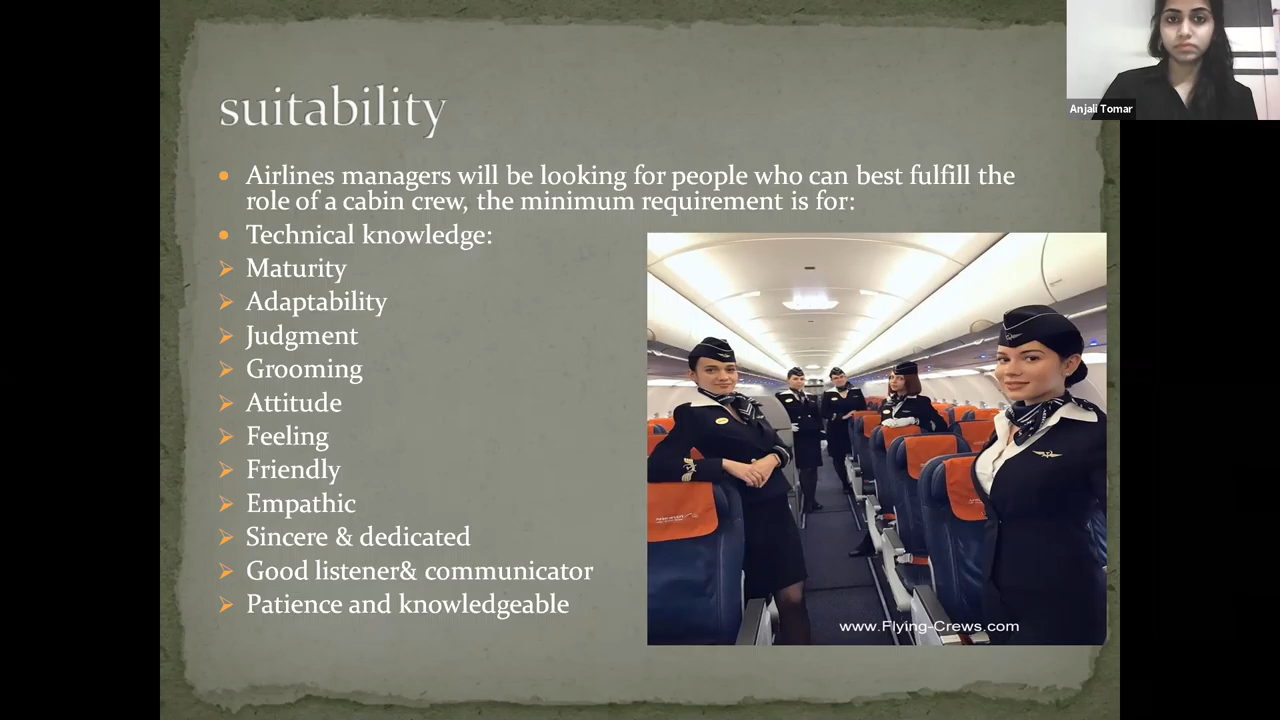 suitability
Airlines managers will be looking for people who can best fulfill the
role of a cabin crew, the minimum requirement is for:
Technical knowledge:
Maturity
Adaptability
Judgment
Grooming
Attitude
Feeling
Friendly
Empathic
Sincere & dedicated
Good listener& communicator
Patience and knowledgeable
www.Flying-Crews.com
Anjali Tomar